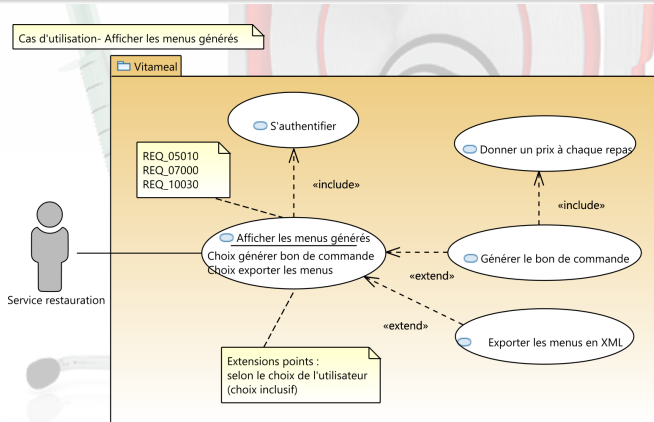 Cas d'utilisation- Afficher les menus générés
Vitameal
S'authentifier
Donner un prix à chaque repas
REQ_05010
REQ_07000
REQ_10030
«include»
«include»
Afficher les menus générés
Choix générer bon de commande
Choix exporter les menus
Générer le bon de commande
«extend»
Service restauration
«extend»
Exporter les menus en XML
Extensions points :
selon le choix de l'utilisateur
(choix inclusif)